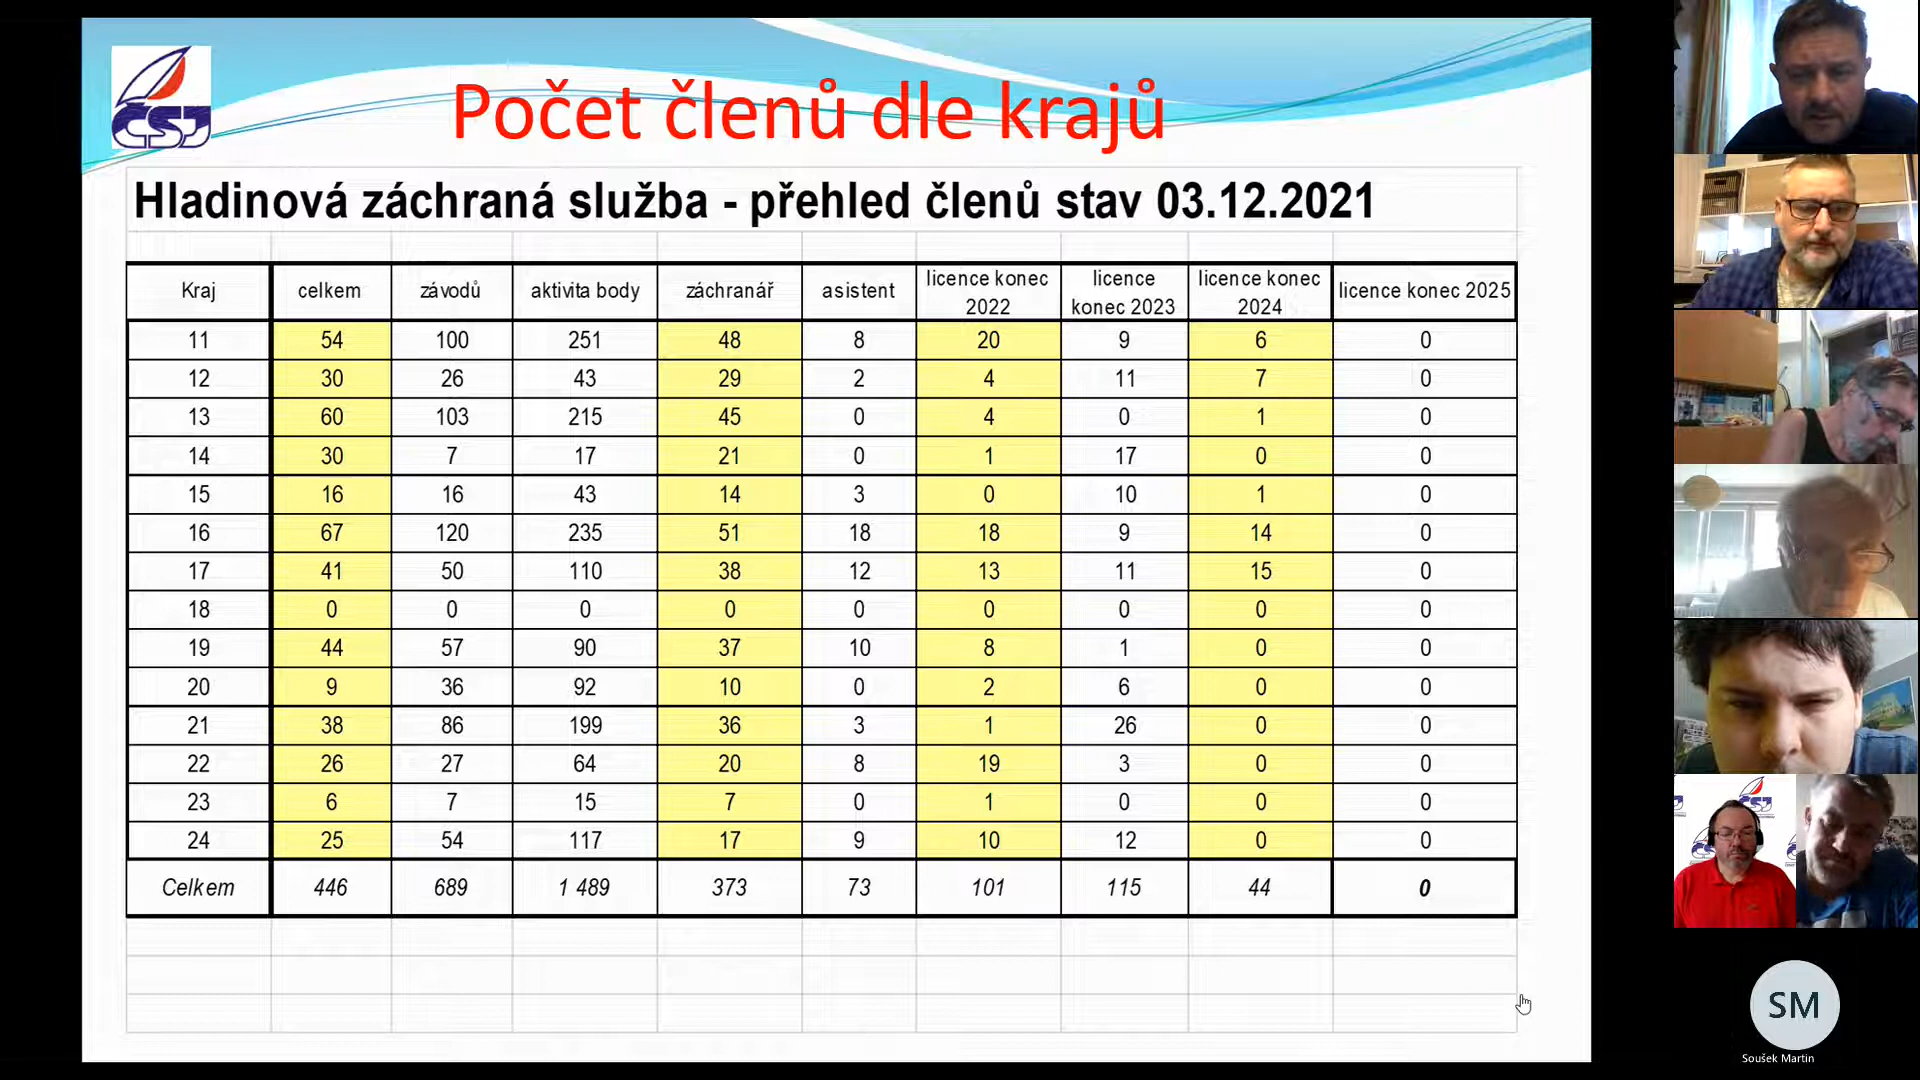 ČSJ
Počet členů dle krajů
Hladinová záchraná služba - přehled členů stav 03.12.2021
Kraj celkem závodů aktivita body záchranář asistent licence konec 2022 licence konec 2023 licence konec 2024 licence konec 2025
11 54 100 251 48 8 20 9 6 0
12 30 26 43 29 2 4 11 7 0
13 60 103 215 45 0 4 0 1 0
14 30 7 17 21 0 1 17 0 0
15 16 16 43 14 3 0 10 1 0
16 67 120 235 51 18 18 9 14 0
17 41 50 110 38 12 13 11 15 0
18 0 0 0 0 0 0 0 0 0
19 44 57 90 37 10 8 1 0 0
20 9 36 92 10 0 2 6 0 0
21 38 86 199 36 3 1 26 0 0
22 26 27 64 20 8 19 3 0 0
23 6 7 15 7 0 1 0 0 0
24 25 54 117 17 9 10 12 0 0
Celkem 446 689 1 489 373 73 101 115 44 0
ČSJ
SM
Soušek Martin